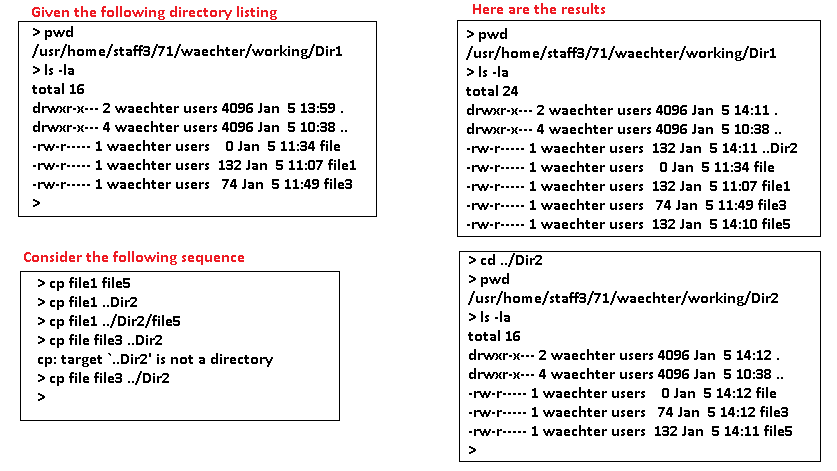 Given the following directory listing
> pwd
/usr/home/staff3/71/waechter/working/Dir1
> ls -la
total 16
drwxr-x--- 2 waechter users 4096 Jan  5 13:59 .
drwxr-x--- 4 waechter users 4096 Jan  5 10:38 ..
-rw-r----- 1 waechter users    0 Jan  5 11:34 file
-rw-r----- 1 waechter users  132 Jan  5 11:07 file1
-rw-r----- 1 waechter users   74 Jan  5 11:49 file3
>
Consider the following sequence
> cp file1 file5
> cp file1 ..Dir2
> cp file1 ../Dir2/file5
> cp file file3 ..Dir2
cp: target `..Dir2' is not a directory
> cp file file3 ../Dir2
>
Here are the results
> pwd
/usr/home/staff3/71/waechter/working/Dir1
> ls -la
total 24
drwxr-x--- 2 waechter users 4096 Jan  5 14:11 .
drwxr-x--- 4 waechter users 4096 Jan  5 10:38 ..
-rw-r----- 1 waechter users  132 Jan  5 14:11 ..Dir2
-rw-r----- 1 waechter users    0 Jan  5 11:34 file
-rw-r----- 1 waechter users  132 Jan  5 11:07 file1
-rw-r----- 1 waechter users   74 Jan  5 11:49 file3
-rw-r----- 1 waechter users  132 Jan  5 14:10 file5
> cd ../Dir2
> pwd
/usr/home/staff3/71/waechter/working/Dir2
> ls -la
total 16
drwxr-x--- 2 waechter users 4096 Jan  5 14:12 .
drwxr-x--- 4 waechter users 4096 Jan  5 10:38 ..
-rw-r----- 1 waechter users    0 Jan  5 14:12 file
-rw-r----- 1 waechter users   74 Jan  5 14:12 file3
-rw-r----- 1 waechter users  132 Jan  5 14:11 file5
>